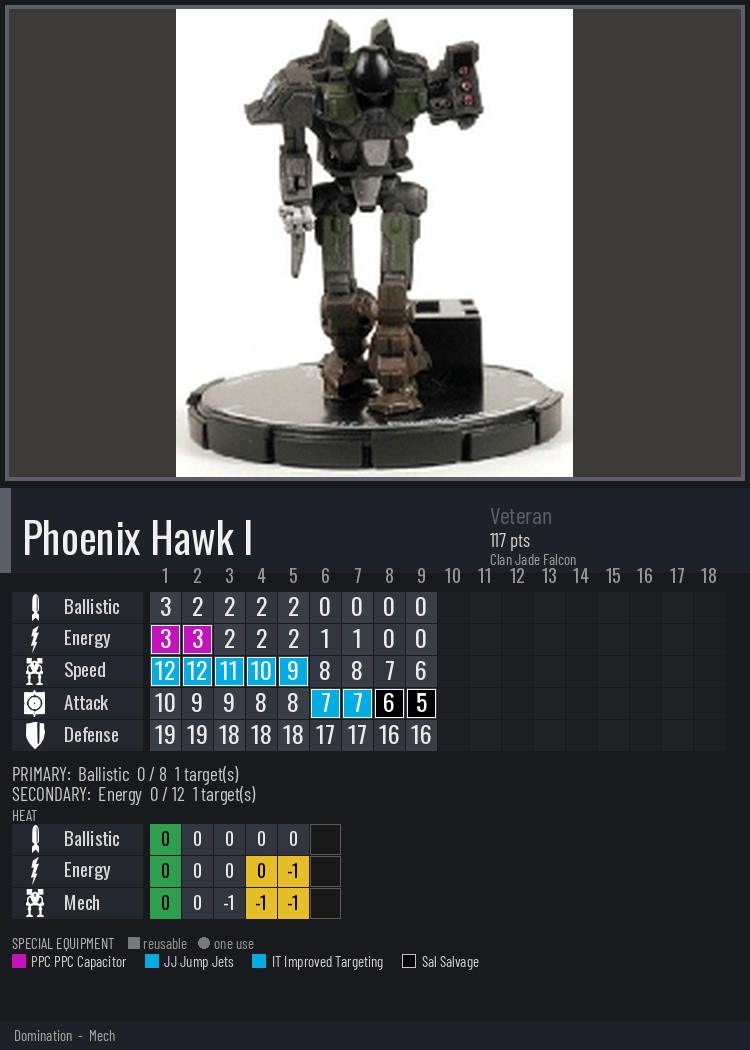 Phoenix Hawk I
Veteran
117 pts
Clan Jade Falcon
1 2 3 4 5 6 7 8 9 10 11 12 13 14 15 16 17 18
Ballistic 3 2 2 2 2 0 0 0 0
Energy 3 3 2 2 2 1 1 0 0
Speed 12 12 11 10 9 8 8 7 6
Attack 10 9 9 8 8 7 7 6 5
Defense 19 19 18 18 18 17 17 16 16
PRIMARY: Ballistic 0 / 8 1 target(s)
SECONDARY: Energy 0 / 12 1 target(s)
HEAT
Ballistic 0 0 0 0 0
Energy 0 0 0 0 -1
Mech 0 0 -1 -1 -1
SPECIAL EQUIPMENT reusable one use
PPC PPC Capacitor JJ Jump Jets IT Improved Targeting Sal Salvage
Domination - Mech